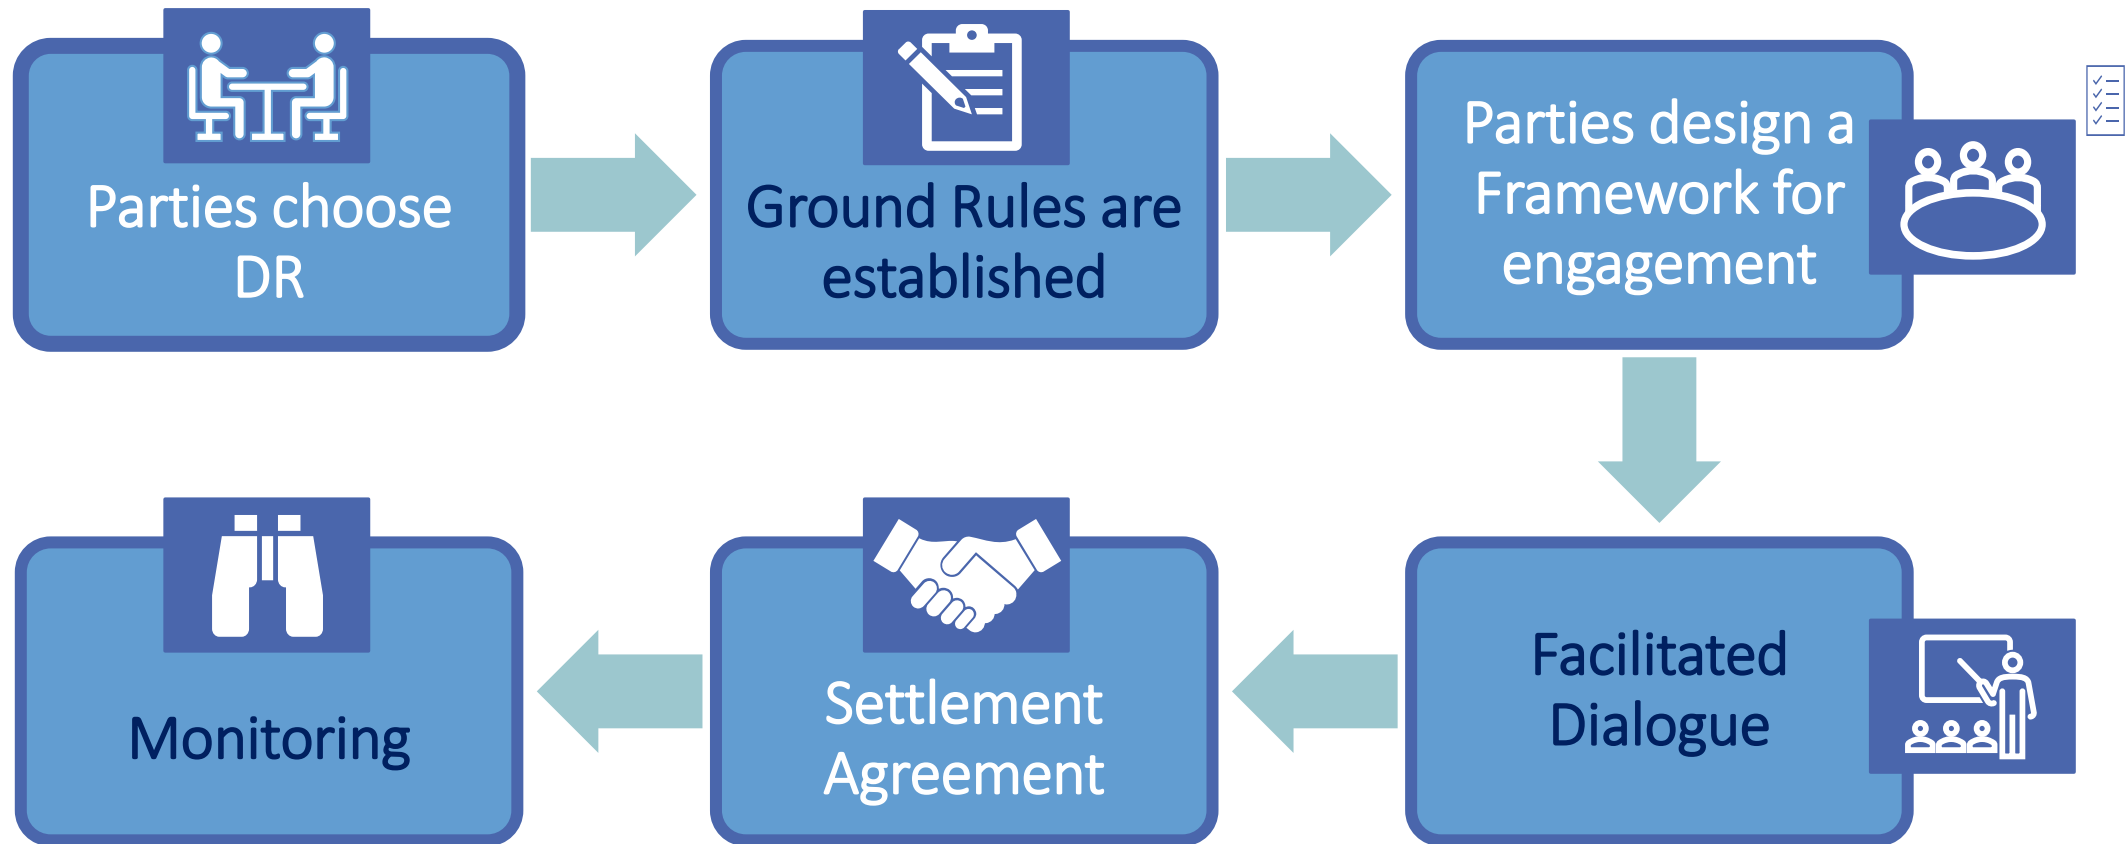 Parties choose
DR
Ground Rules are
established
Parties design a
Framework for
engagement
Facilitated
Dialogue
Settlement
Agreement
Monitoring